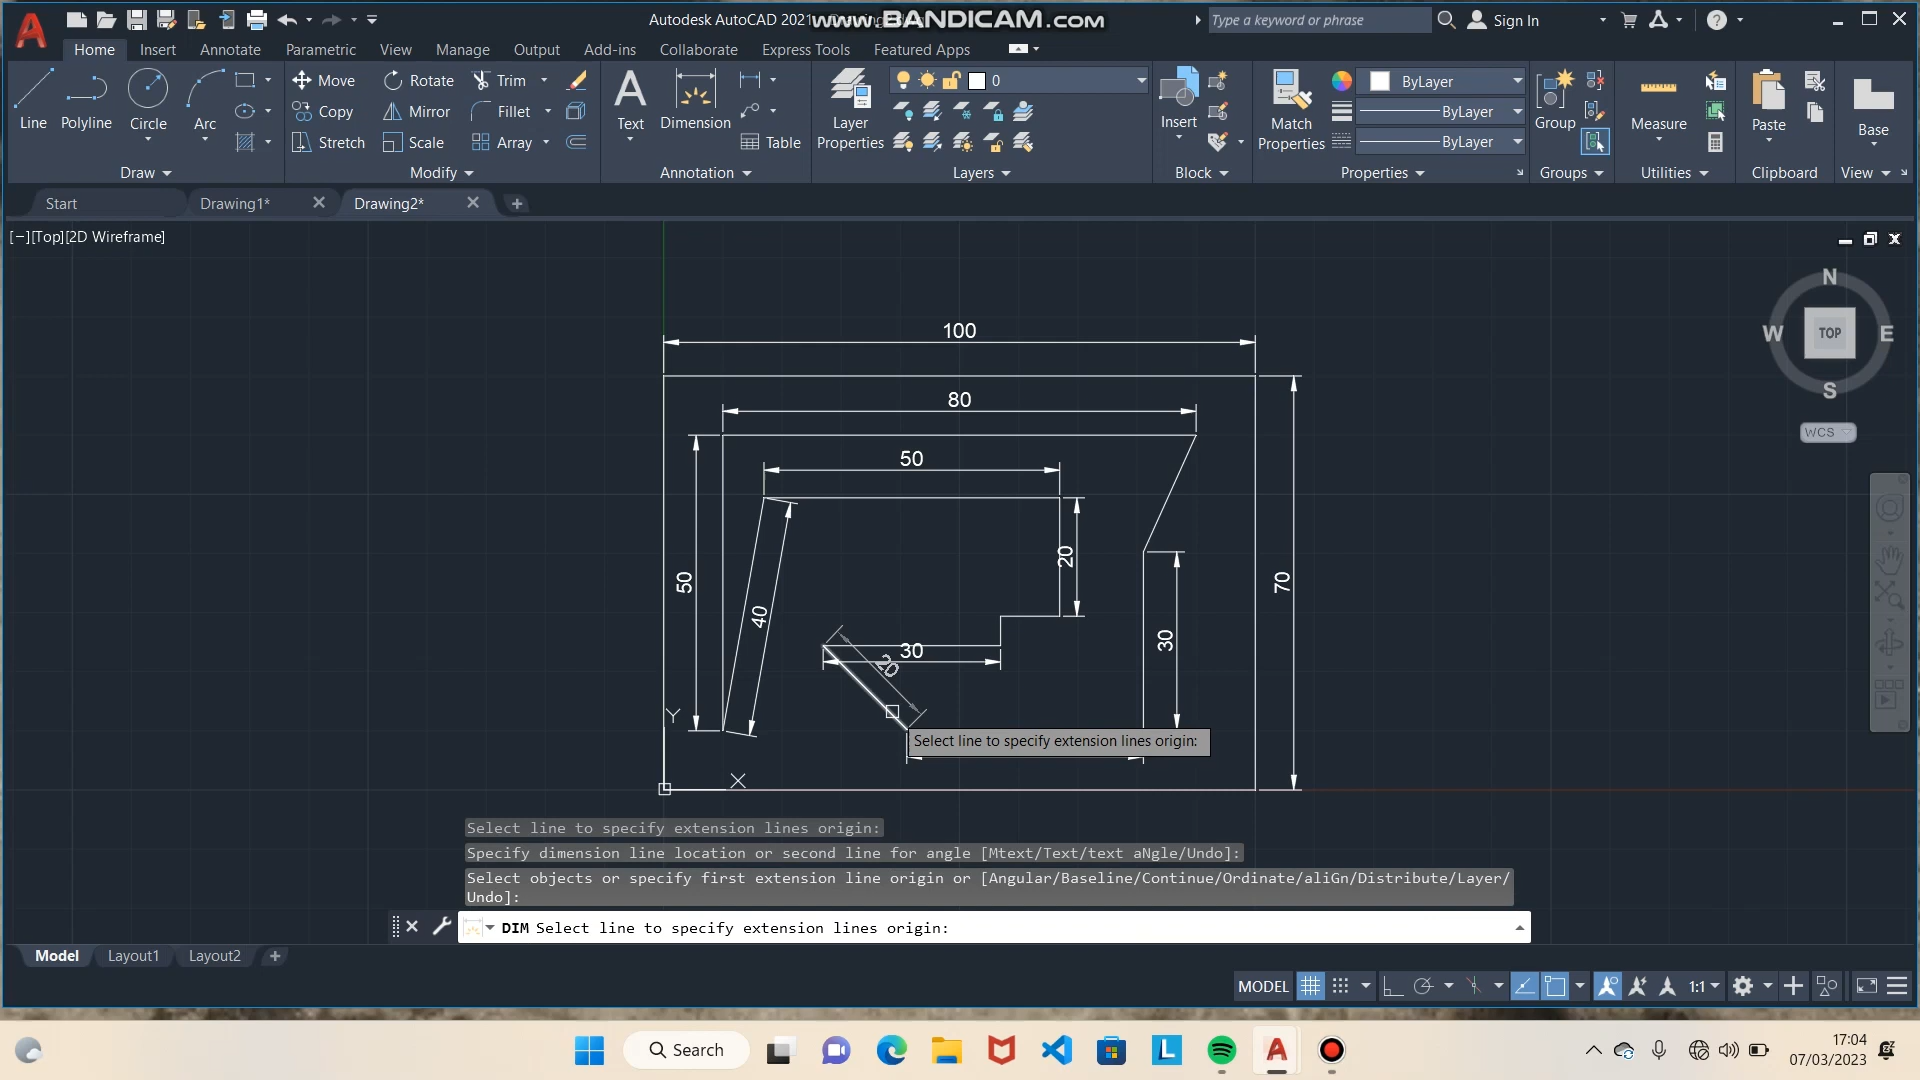 Autodesk AutoCAD 2021
www.BANDICAM.com
Type a keyword or phrase
Sign In
Home
Insert
Annotate
Parametric
View
Manage
Output
Add-ins
Collaborate
Express Tools
Featured Apps
Line
Polyline
Circle
Arc
Move
Rotate
Trim
Copy
Mirror
Fillet
Stretch
Scale
Array
Text
Dimension
Table
Layer
Properties
0
Insert
Match
Properties
ByLayer
ByLayer
ByLayer
Group
Measure
Paste
Base
Draw
Modify
Annotation
Layers
Block
Properties
Groups
Utilities
Clipboard
View
Start
Drawing1*
Drawing2*
[−][Top][2D Wireframe]
N
W
TOP
E
S
WCS
100
80
50
50
40
20
30
20
30
70
Y
X
Select line to specify extension lines origin:
Select line to specify extension lines origin:
Specify dimension line location or second line for angle [Mtext/Text/text aNgle/Undo]:
Select objects or specify first extension line origin or [Angular/Baseline/Continue/Ordinate/aliGn/Distribute/Layer/
Undo]:
DIM Select line to specify extension lines origin:
Model
Layout1
Layout2
MODEL
1:1
Search
17:04
07/03/2023